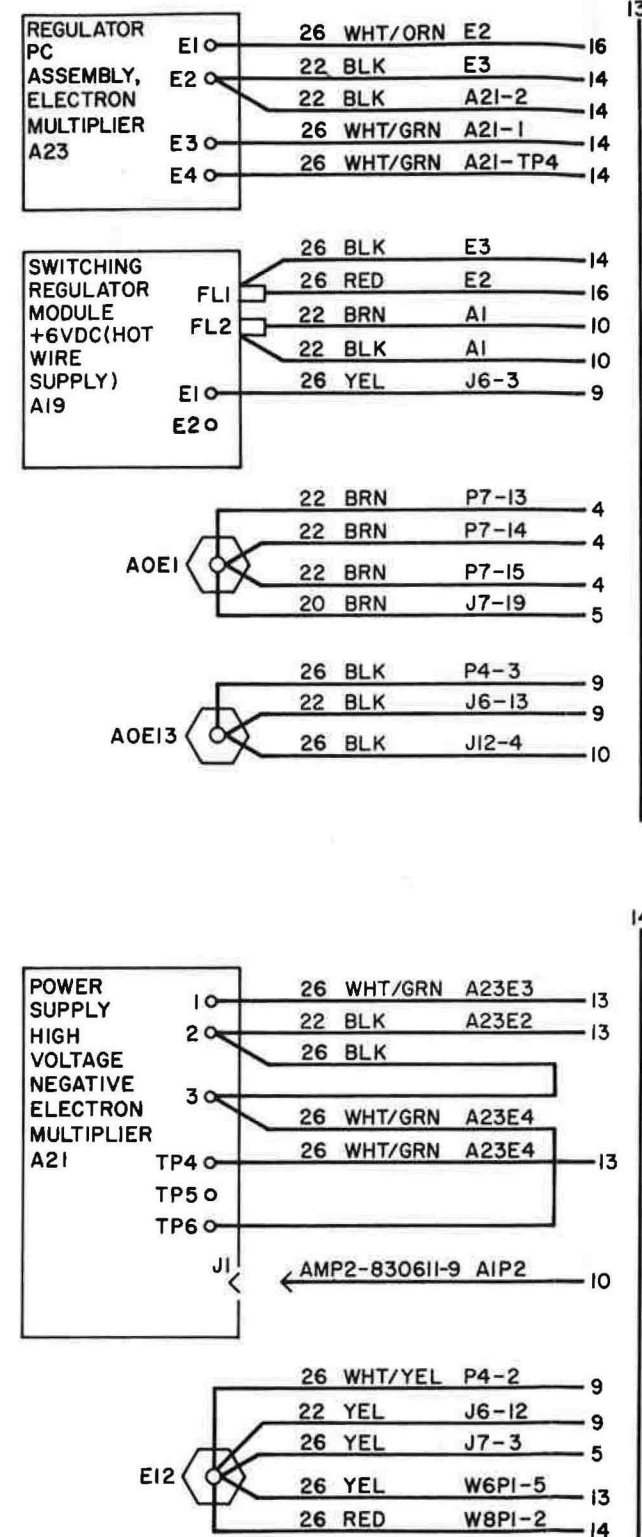 13
REGULATOR
PC
ASSEMBLY,
ELECTRON
MULTIPLIER
A23
E1 26 WHT/ORN E2 16
E2 22 BLK E3 14
22 BLK A21-2 14
E3 26 WHT/GRN A21-1 14
E4 26 WHT/GRN A21-TP4 14
SWITCHING
REGULATOR
MODULE
+6VDC(HOT
WIRE
SUPPLY)
A19
26 BLK E3 14
FL1 26 RED E2 16
FL2 22 BRN A1 10
22 BLK A1 10
E1 26 YEL J6-3 9
E2
AOE1
22 BRN P7-13 4
22 BRN P7-14 4
22 BRN P7-15 4
20 BRN J7-19 5
AOE13
26 BLK P4-3 9
22 BLK J6-13 9
26 BLK J12-4 10
14
POWER
SUPPLY
HIGH
VOLTAGE
NEGATIVE
ELECTRON
MULTIPLIER
A21
1 26 WHT/GRN A23E3 13
2 22 BLK A23E2 13
26 BLK
3
26 WHT/GRN A23E4
TP4 26 WHT/GRN A23E4 13
TP5
TP6
J1 AMP2-830611-9 A1P2 10
E12
26 WHT/YEL P4-2 9
22 YEL J6-12 9
26 YEL J7-3 5
26 YEL W6P1-5 13
26 RED W8P1-2 14